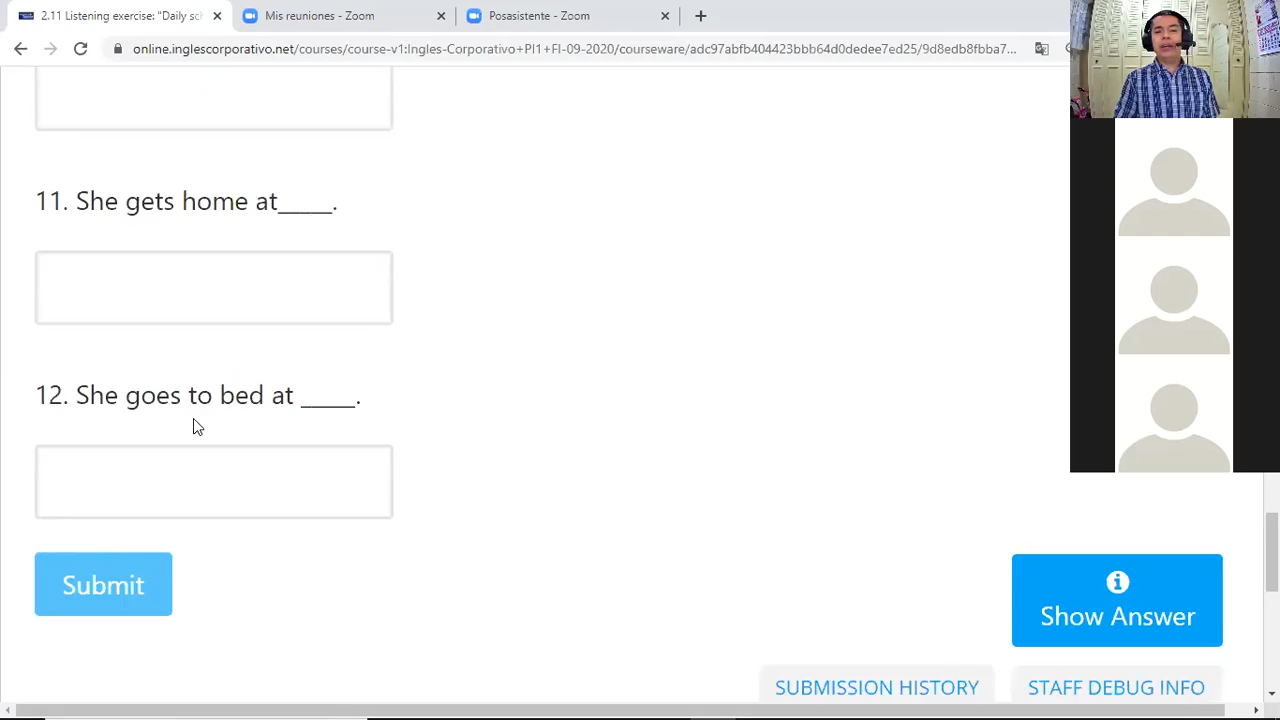 2.11 Listening exercise: "Daily sc
Mis reuniones - Zoom
Posasistente - Zoom
online.inglescorporativo.net/courses/course-v1:Ingles-Corporativo+PI1+FI-09-2020/courseware/adc97abfb404423bbb64d0dedee7ed25/9d8edb8fbba7...
11. She gets home at_____.
12. She goes to bed at _____.
Submit
Show Answer
SUBMISSION HISTORY
STAFF DEBUG INFO